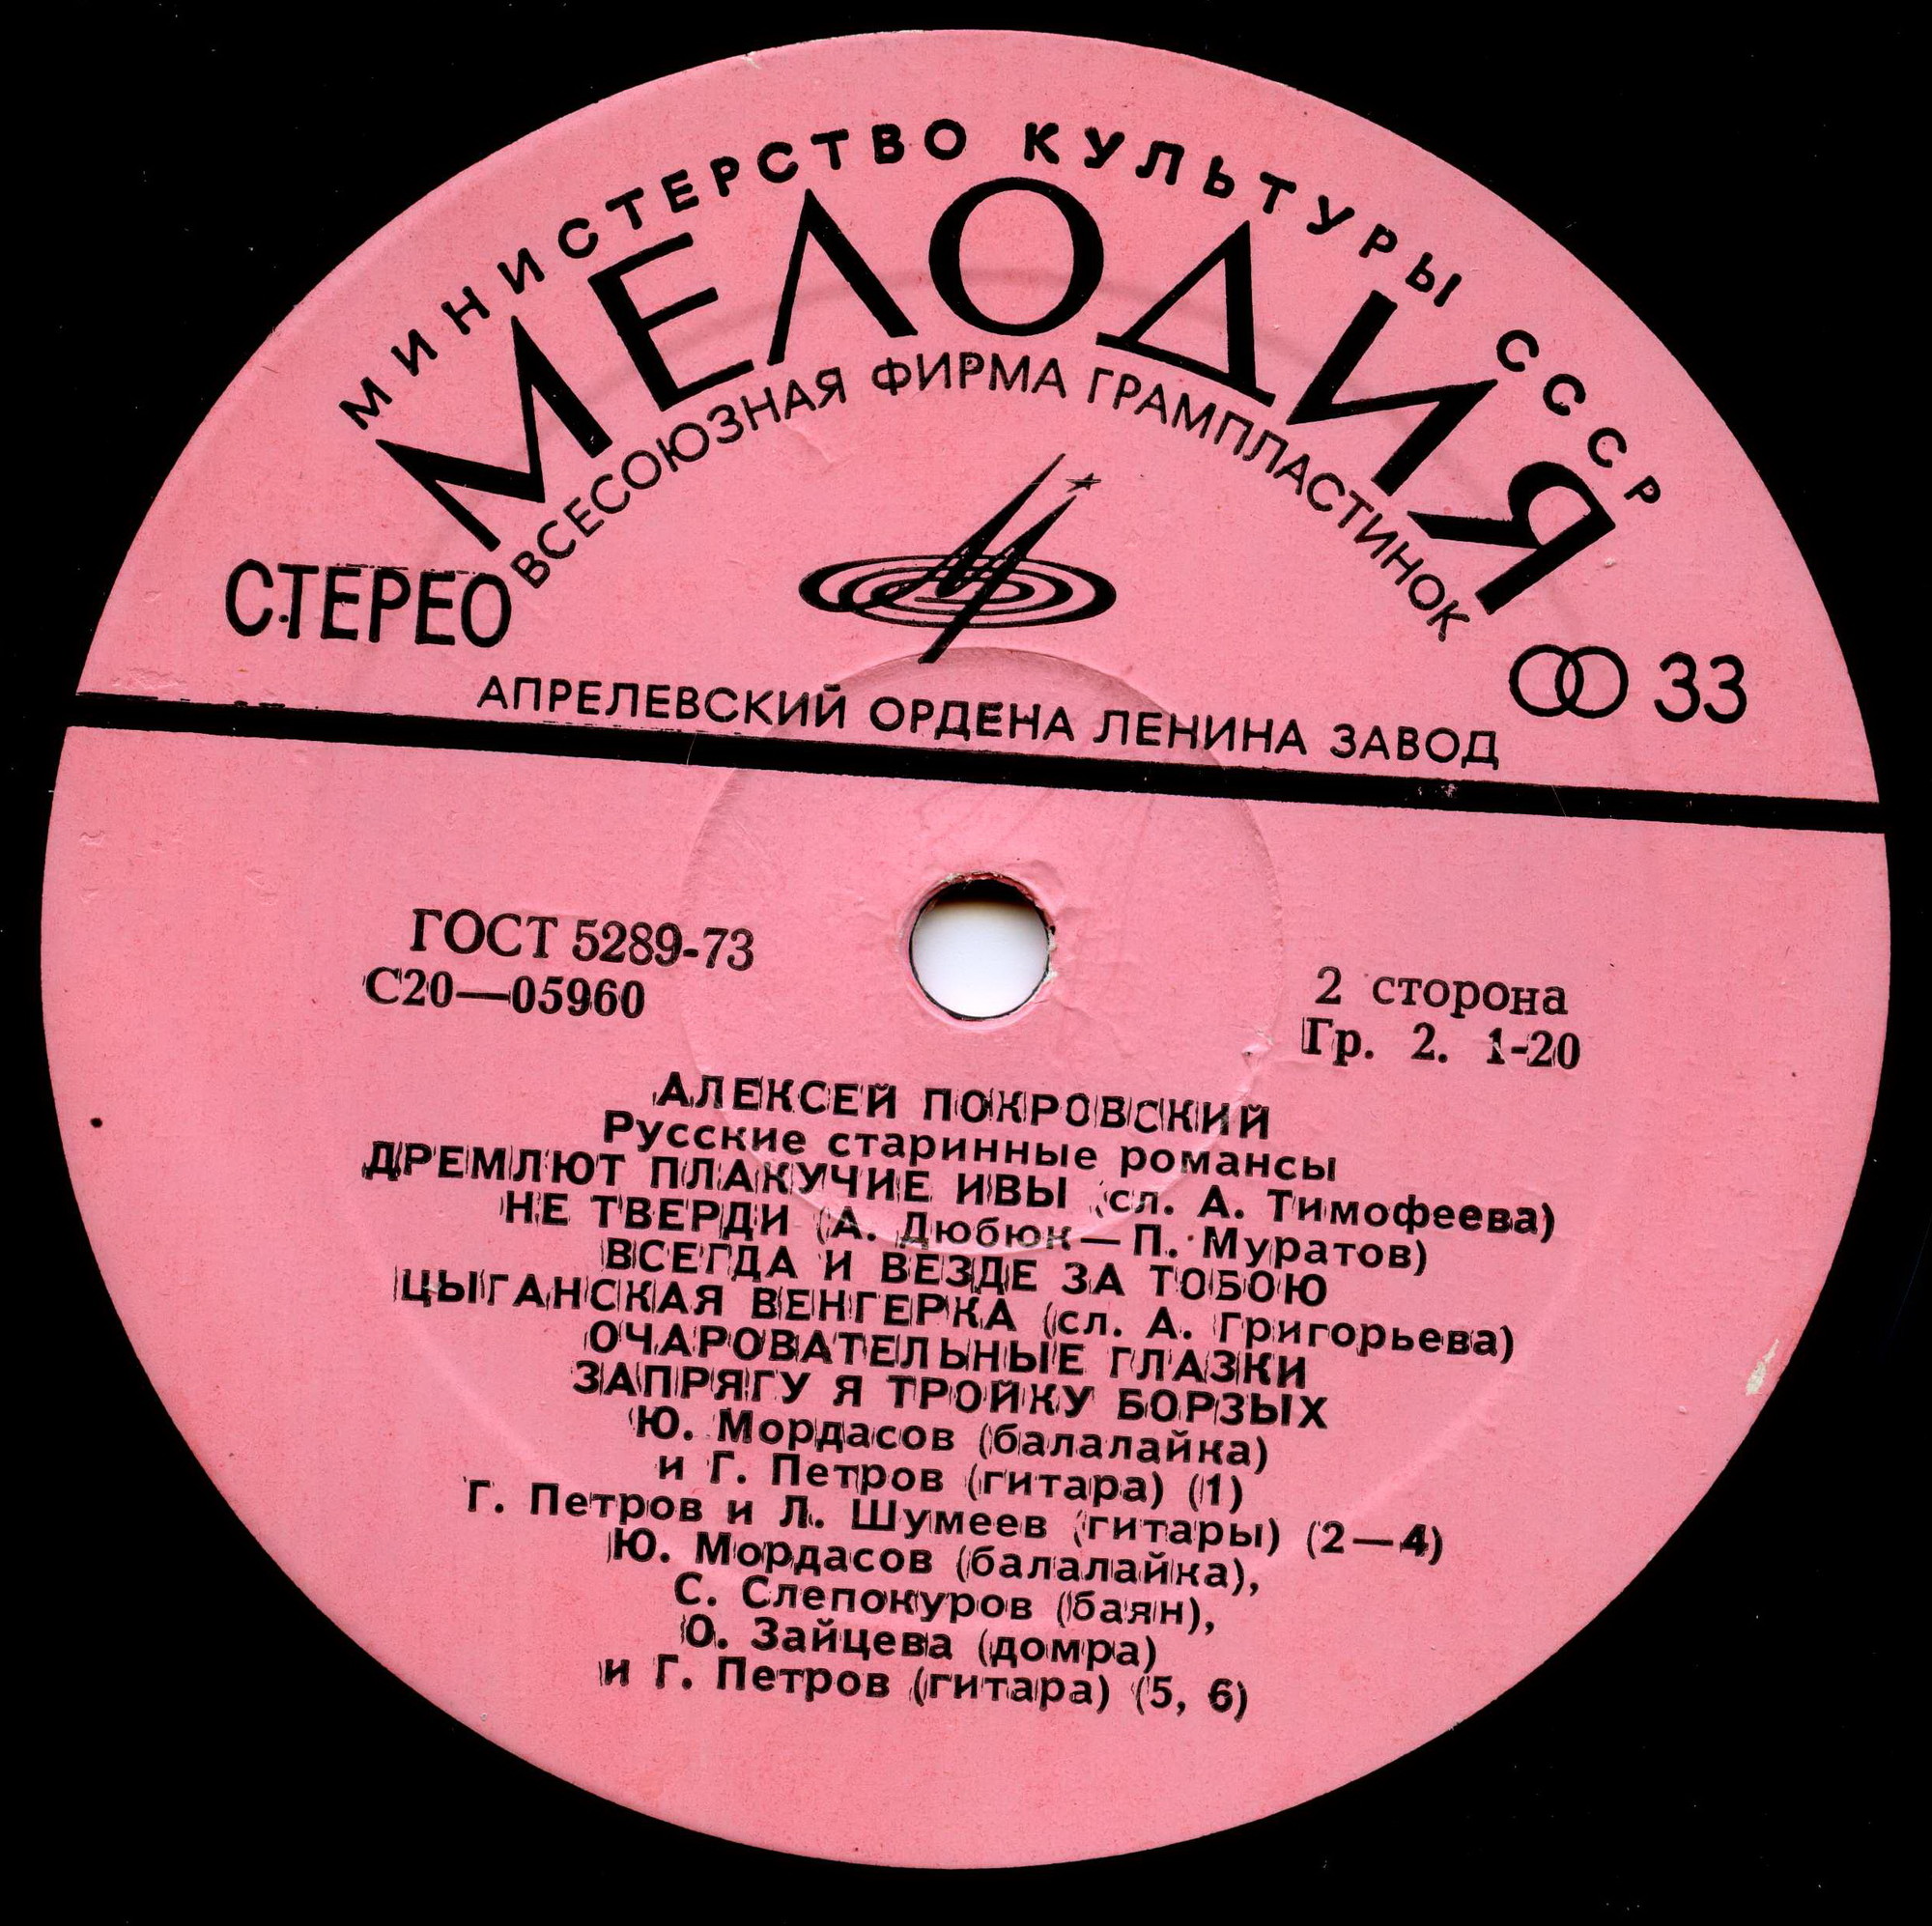 МИНИСТЕРСТВО КУЛЬТУРЫ СССР
МЕЛОДИЯ
ВСЕСОЮЗНАЯ ФИРМА ГРАМПЛАСТИНОК
СТЕРЕО
33
АПРЕЛЕВСКИЙ ОРДЕНА ЛЕНИНА ЗАВОД
ГОСТ 5289-73
С20—05960
2 сторона
Гр. 2. 1-20
АЛЕКСЕЙ ПОКРОВСКИЙ
Русские старинные романсы
ДРЕМЛЮТ ПЛАКУЧИЕ ИВЫ (сл. А. Тимофеева)
НЕ ТВЕРДИ (А. Дюбюк—П. Муратов)
ВСЕГДА И ВЕЗДЕ ЗА ТОБОЮ
ЦЫГАНСКАЯ ВЕНГЕРКА (сл. А. Григорьева)
ОЧАРОВАТЕЛЬНЫЕ ГЛАЗКИ
ЗАПРЯГУ Я ТРОЙКУ БОРЗЫХ
Ю. Мордасов (балалайка)
и Г. Петров (гитара) (1)
Г. Петров и Л. Шумеев (гитары) (2—4)
Ю. Мордасов (балалайка),
С. Слепокуров (баян),
О. Зайцева (домра)
и Г. Петров (гитара) (5, 6)